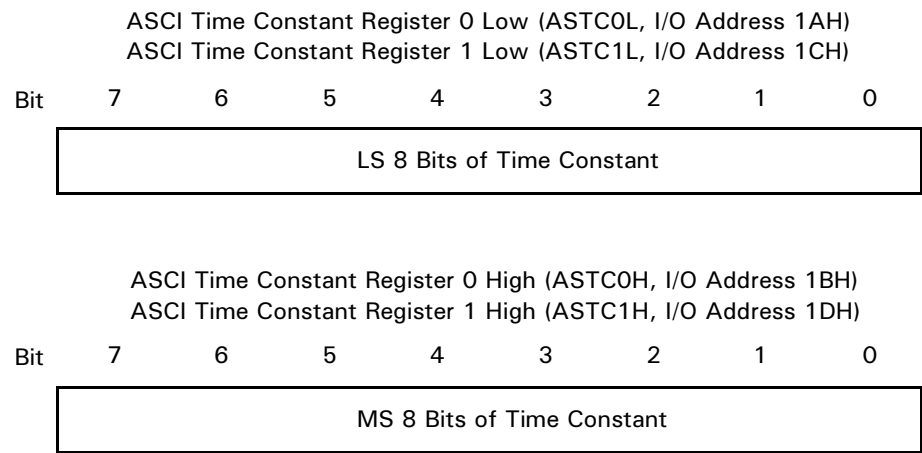 ASCI Time Constant Register 0 Low (ASTC0L, I/O Address 1AH)
ASCI Time Constant Register 1 Low (ASTC1L, I/O Address 1CH)
Bit 7 6 5 4 3 2 1 0
LS 8 Bits of Time Constant
ASCI Time Constant Register 0 High (ASTC0H, I/O Address 1BH)
ASCI Time Constant Register 1 High (ASTC1H, I/O Address 1DH)
Bit 7 6 5 4 3 2 1 0
MS 8 Bits of Time Constant